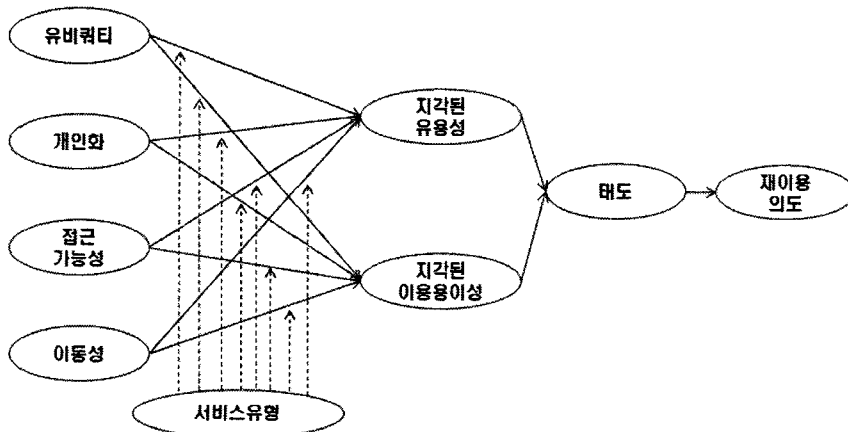 유비쿼티
개인화
접근
가능성
이동성
지각된
유용성
지각된
이용용이성
태도
재이용
의도
서비스유형